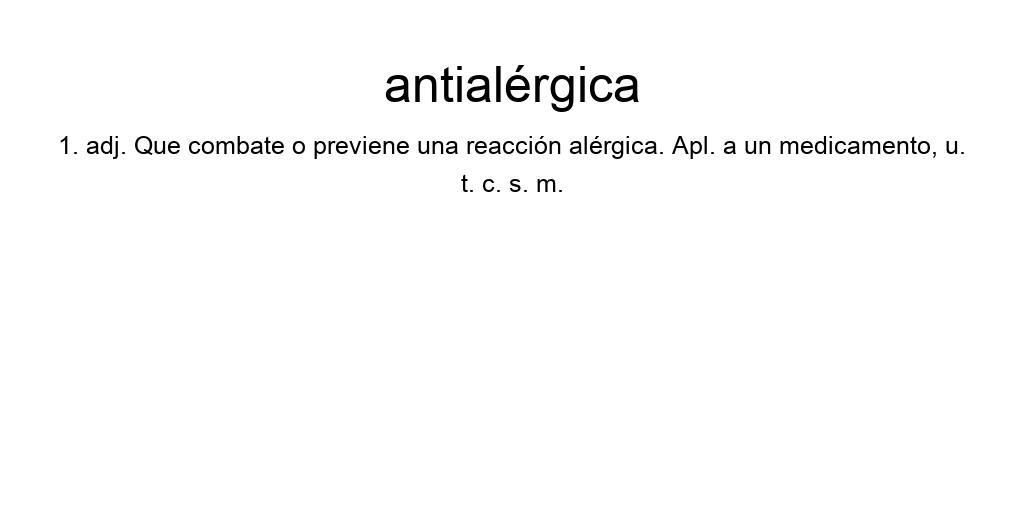 antialérgica
1. adj. Que combate o previene una reacción alérgica. Apl. a un medicamento, u.
t. c. s. m.